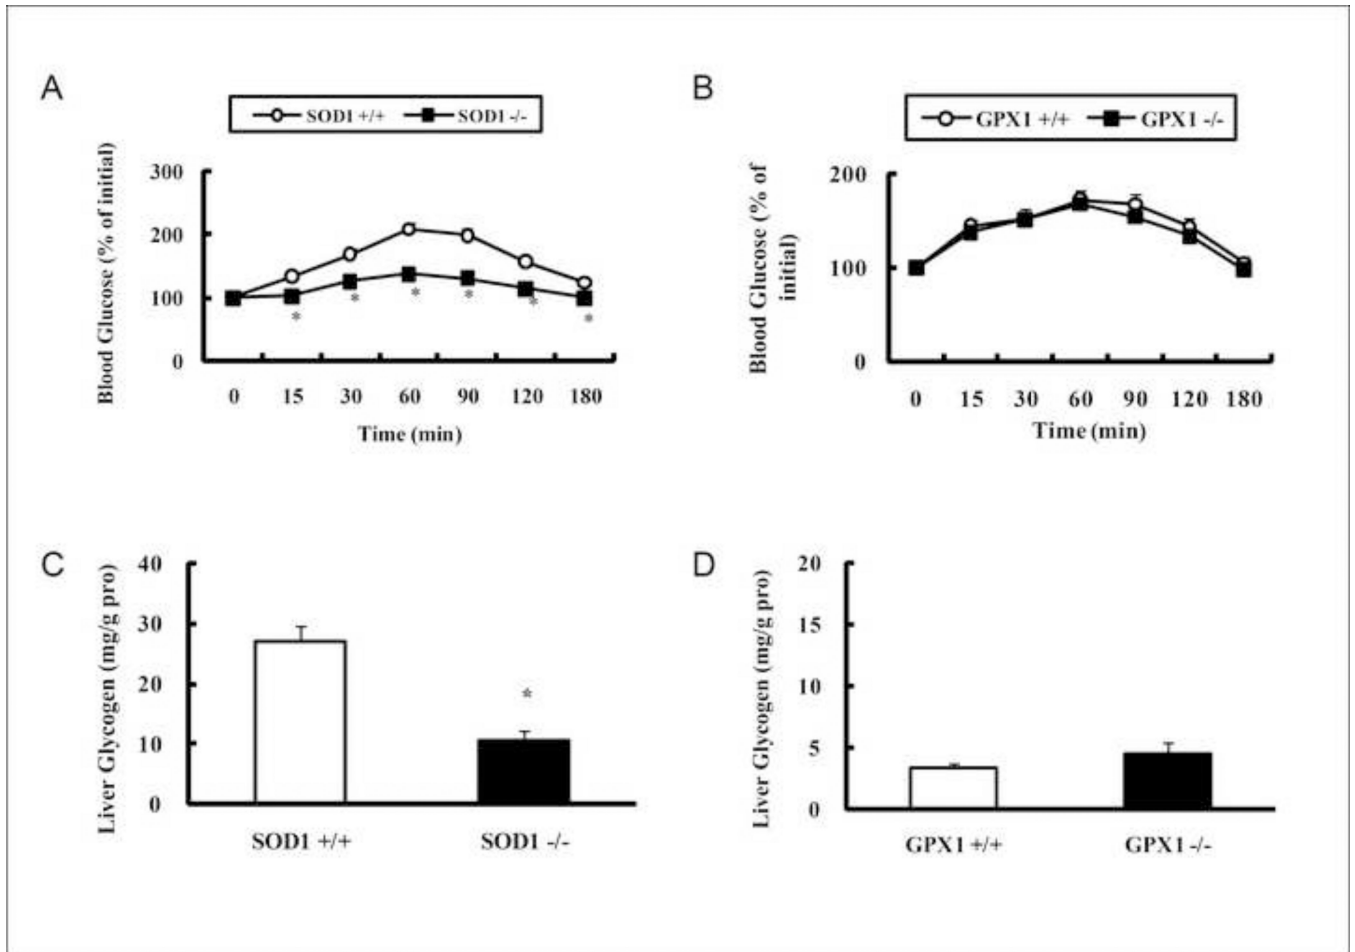 A
SOD1 +/+ SOD1 -/-
Blood Glucose (% of initial)
300
200
100
0
* * * * * *
0 15 30 60 90 120 180
Time (min)
B
GPX1 +/+ GPX1 -/-
Blood Glucose (% of
initial)
200
100
0
0 15 30 60 90 120 180
Time (min)
C
Liver Glycogen (mg/g pro)
40
30
20
10
0
*
SOD1 +/+ SOD1 -/-
D
Liver Glycogen (mg/g pro)
20
15
10
5
0
GPX1 +/+ GPX1 -/-